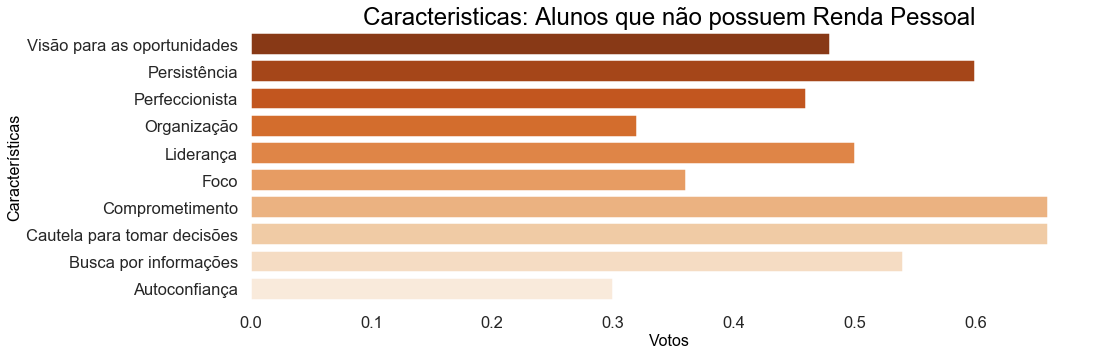 Caracteristicas: Alunos que não possuem Renda Pessoal
Características
Visão para as oportunidades
Persistência
Perfeccionista
Organização
Liderança
Foco
Comprometimento
Cautela para tomar decisões
Busca por informações
Autoconfiança
0.0 0.1 0.2 0.3 0.4 0.5 0.6
Votos